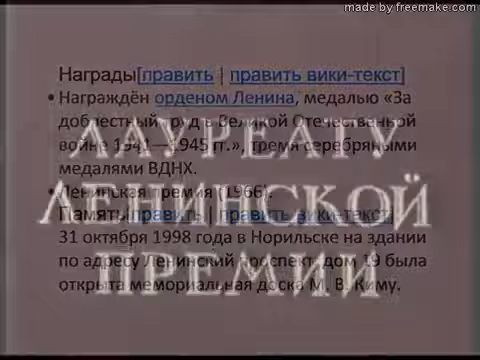 made by freemake.com
Награды[править | править вики-текст]
• Награждён орденом Ленина, медалью «За
доблестный труд в Великой Отечественной
войне 1941—1945 гг.», тремя серебряными
медалями ВДНХ.
• Ленинская премия (1966).
Память[править | править вики-текст]
31 октября 1998 года в Норильске на здании
по адресу Ленинский проспект дом 19 была
открыта мемориальная доска М. В. Киму.
ЛАУРЕАТУ
ЛЕНИНСКОЙ
ПРЕМИИ